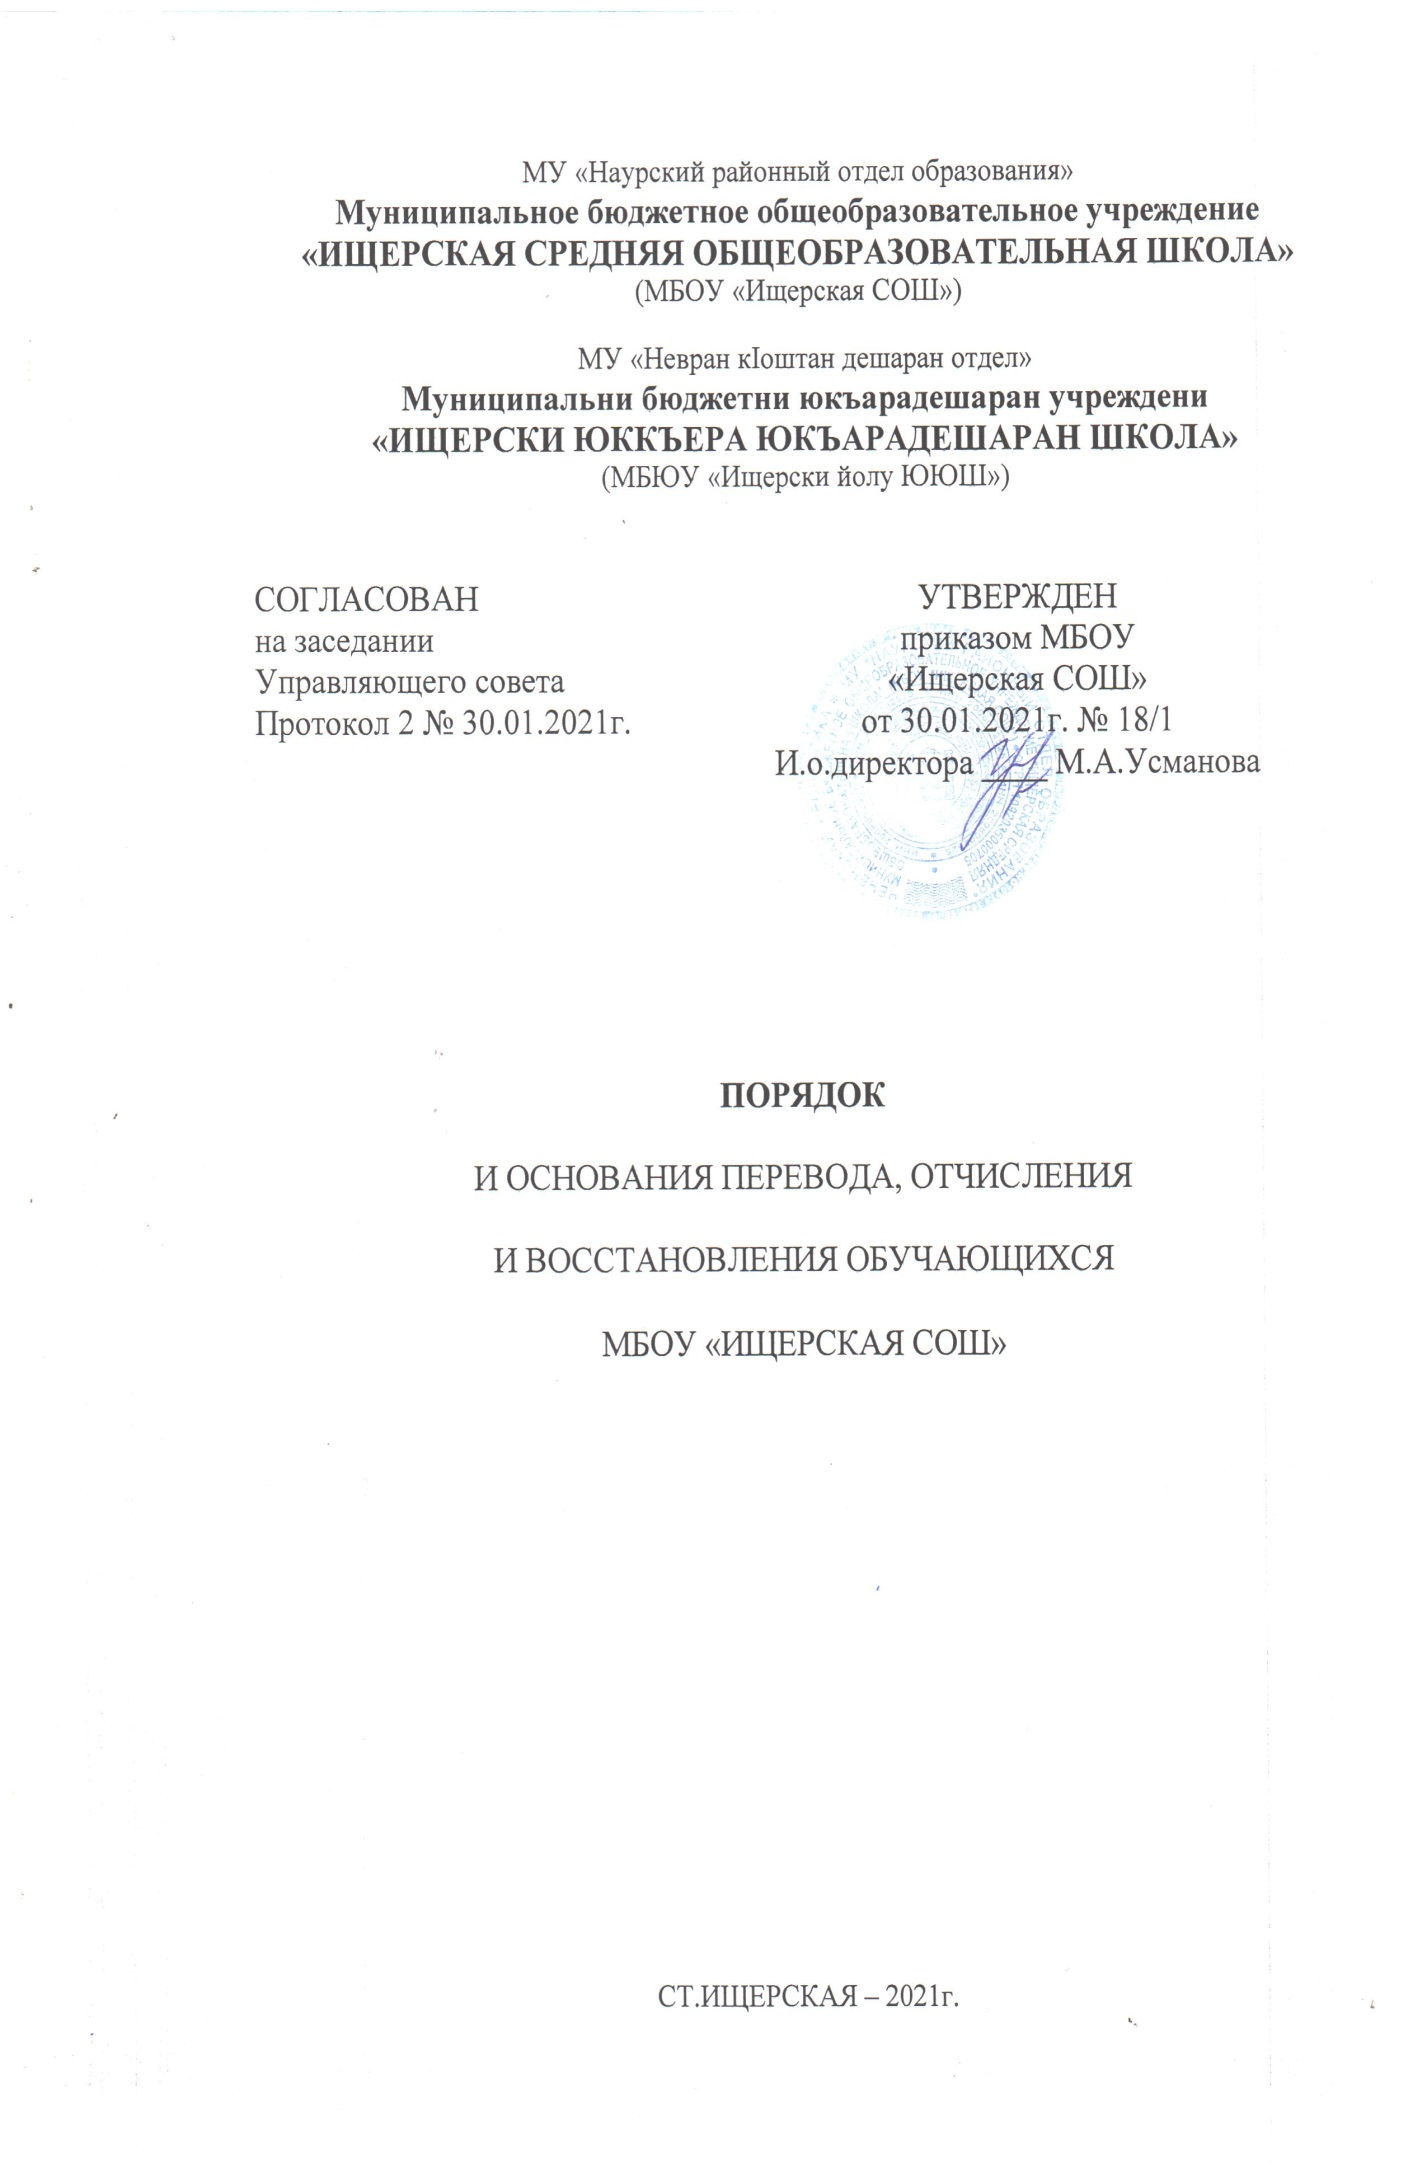 МУ «Наурский районный отдел образования»
Муниципальное бюджетное общеобразовательное учреждение
«ИЩЕРСКАЯ СРЕДНЯЯ ОБЩЕОБРАЗОВАТЕЛЬНАЯ ШКОЛА»
(МБОУ «Ищерская СОШ»)
МУ «Невран кІоштан дешаран отдел»
Муниципальни бюджетни юкъарадешаран учреждени
«ИЩЕРСКИ ЮККЪЕРА ЮКЪАРАДЕШАРАН ШКОЛА»
(МБЮУ «Ищерски йолу ЮЮШ»)
СОГЛАСОВАН
на заседании
Управляющего совета
Протокол 2 № 30.01.2021г.
УТВЕРЖДЕН
приказом МБОУ
«Ищерская СОШ»
от 30.01.2021г. № 18/1
И.о.директора _____ М.А.Усманова
ПОРЯДОК
И ОСНОВАНИЯ ПЕРЕВОДА, ОТЧИСЛЕНИЯ
И ВОССТАНОВЛЕНИЯ ОБУЧАЮЩИХСЯ
МБОУ «ИЩЕРСКАЯ СОШ»
СТ.ИЩЕРСКАЯ – 2021г.